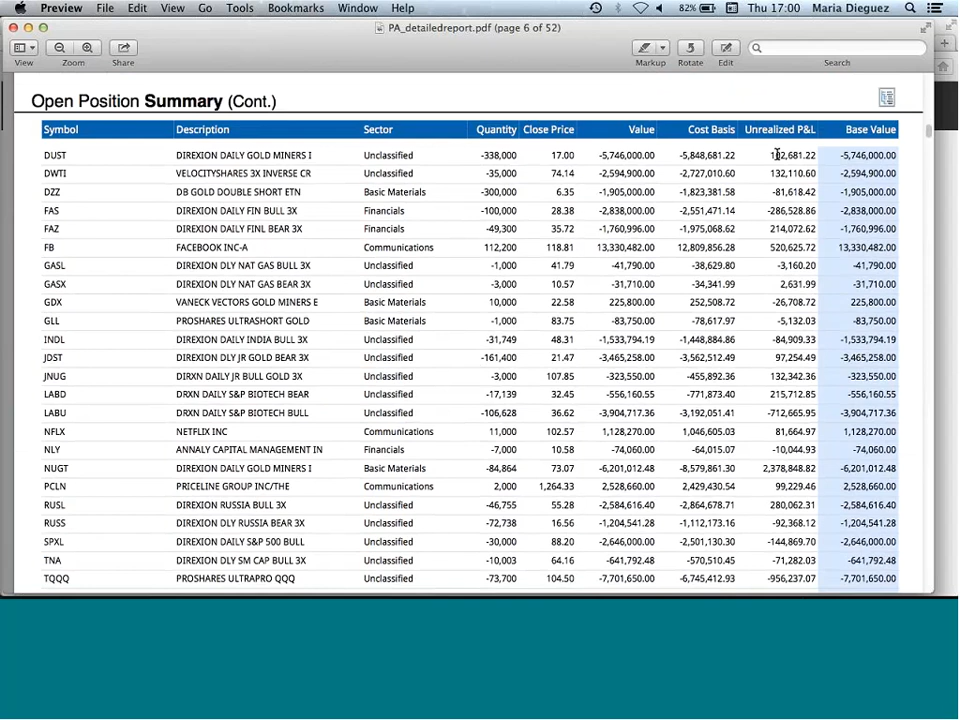 Preview File Edit View Go Tools Bookmarks Window Help 82% Thu 17:00 Maria Dieguez
PA_detailedreport.pdf (page 6 of 52)
View Zoom Share Markup Rotate Edit Search
Open Position Summary (Cont.)
Symbol Description Sector Quantity Close Price Value Cost Basis Unrealized P&L Base Value
DUST DIREXION DAILY GOLD MINERS I Unclassified -338,000 17.00 -5,746,000.00 -5,848,681.22 102,681.22 -5,746,000.00
DWTI VELOCITYSHARES 3X INVERSE CR Unclassified -35,000 74.14 -2,594,900.00 -2,727,010.60 132,110.60 -2,594,900.00
DZZ DB GOLD DOUBLE SHORT ETN Basic Materials -300,000 6.35 -1,905,000.00 -1,823,381.58 -81,618.42 -1,905,000.00
FAS DIREXION DAILY FIN BULL 3X Financials -100,000 28.38 -2,838,000.00 -2,551,471.14 -286,528.86 -2,838,000.00
FAZ DIREXION DAILY FINL BEAR 3X Financials -49,300 35.72 -1,760,996.00 -1,975,068.62 214,072.62 -1,760,996.00
FB FACEBOOK INC-A Communications 112,200 118.81 13,330,482.00 12,809,856.28 520,625.72 13,330,482.00
GASL DIREXION DLY NAT GAS BULL 3X Unclassified -1,000 41.79 -41,790.00 -38,629.80 -3,160.20 -41,790.00
GASX DIREXION DLY NAT GAS BEAR 3X Unclassified -3,000 10.57 -31,710.00 -34,341.99 2,631.99 -31,710.00
GDX VANECK VECTORS GOLD MINERS E Basic Materials 10,000 22.58 225,800.00 252,508.72 -26,708.72 225,800.00
GLL PROSHARES ULTRASHORT GOLD Basic Materials -1,000 83.75 -83,750.00 -78,617.97 -5,132.03 -83,750.00
INDL DIREXION DAILY INDIA BULL 3X Unclassified -31,749 48.31 -1,533,794.19 -1,448,884.86 -84,909.33 -1,533,794.19
JDST DIREXION DLY JR GOLD BEAR 3X Unclassified -161,400 21.47 -3,465,258.00 -3,562,512.49 97,254.49 -3,465,258.00
JNUG DIRXN DAILY JR BULL GOLD 3X Unclassified -3,000 107.85 -323,550.00 -455,892.36 132,342.36 -323,550.00
LABD DRXN DAILY S&P BIOTECH BEAR Unclassified -17,139 32.45 -556,160.55 -771,873.40 215,712.85 -556,160.55
LABU DRXN DAILY S&P BIOTECH BULL Unclassified -106,628 36.62 -3,904,717.36 -3,192,051.41 -712,665.95 -3,904,717.36
NFLX NETFLIX INC Communications 11,000 102.57 1,128,270.00 1,046,605.03 81,664.97 1,128,270.00
NLY ANNALY CAPITAL MANAGEMENT IN Financials -7,000 10.58 -74,060.00 -64,015.07 -10,044.93 -74,060.00
NUGT DIREXION DAILY GOLD MINERS I Basic Materials -84,864 73.07 -6,201,012.48 -8,579,861.30 2,378,848.82 -6,201,012.48
PCLN PRICELINE GROUP INC/THE Communications 2,000 1,264.33 2,528,660.00 2,429,430.54 99,229.46 2,528,660.00
RUSL DIREXION RUSSIA BULL 3X Unclassified -46,755 55.28 -2,584,616.40 -2,864,678.71 280,062.31 -2,584,616.40
RUSS DIREXION DLY RUSSIA BEAR 3X Unclassified -72,738 16.56 -1,204,541.28 -1,112,173.16 -92,368.12 -1,204,541.28
SPXL DIREXION DAILY S&P 500 BULL Unclassified -30,000 88.20 -2,646,000.00 -2,501,130.30 -144,869.70 -2,646,000.00
TNA DIREXION DLY SM CAP BULL 3X Unclassified -10,003 64.16 -641,792.48 -570,510.45 -71,282.03 -641,792.48
TQQQ PROSHARES ULTRAPRO QQQ Unclassified -73,700 104.50 -7,701,650.00 -6,745,412.93 -956,237.07 -7,701,650.00